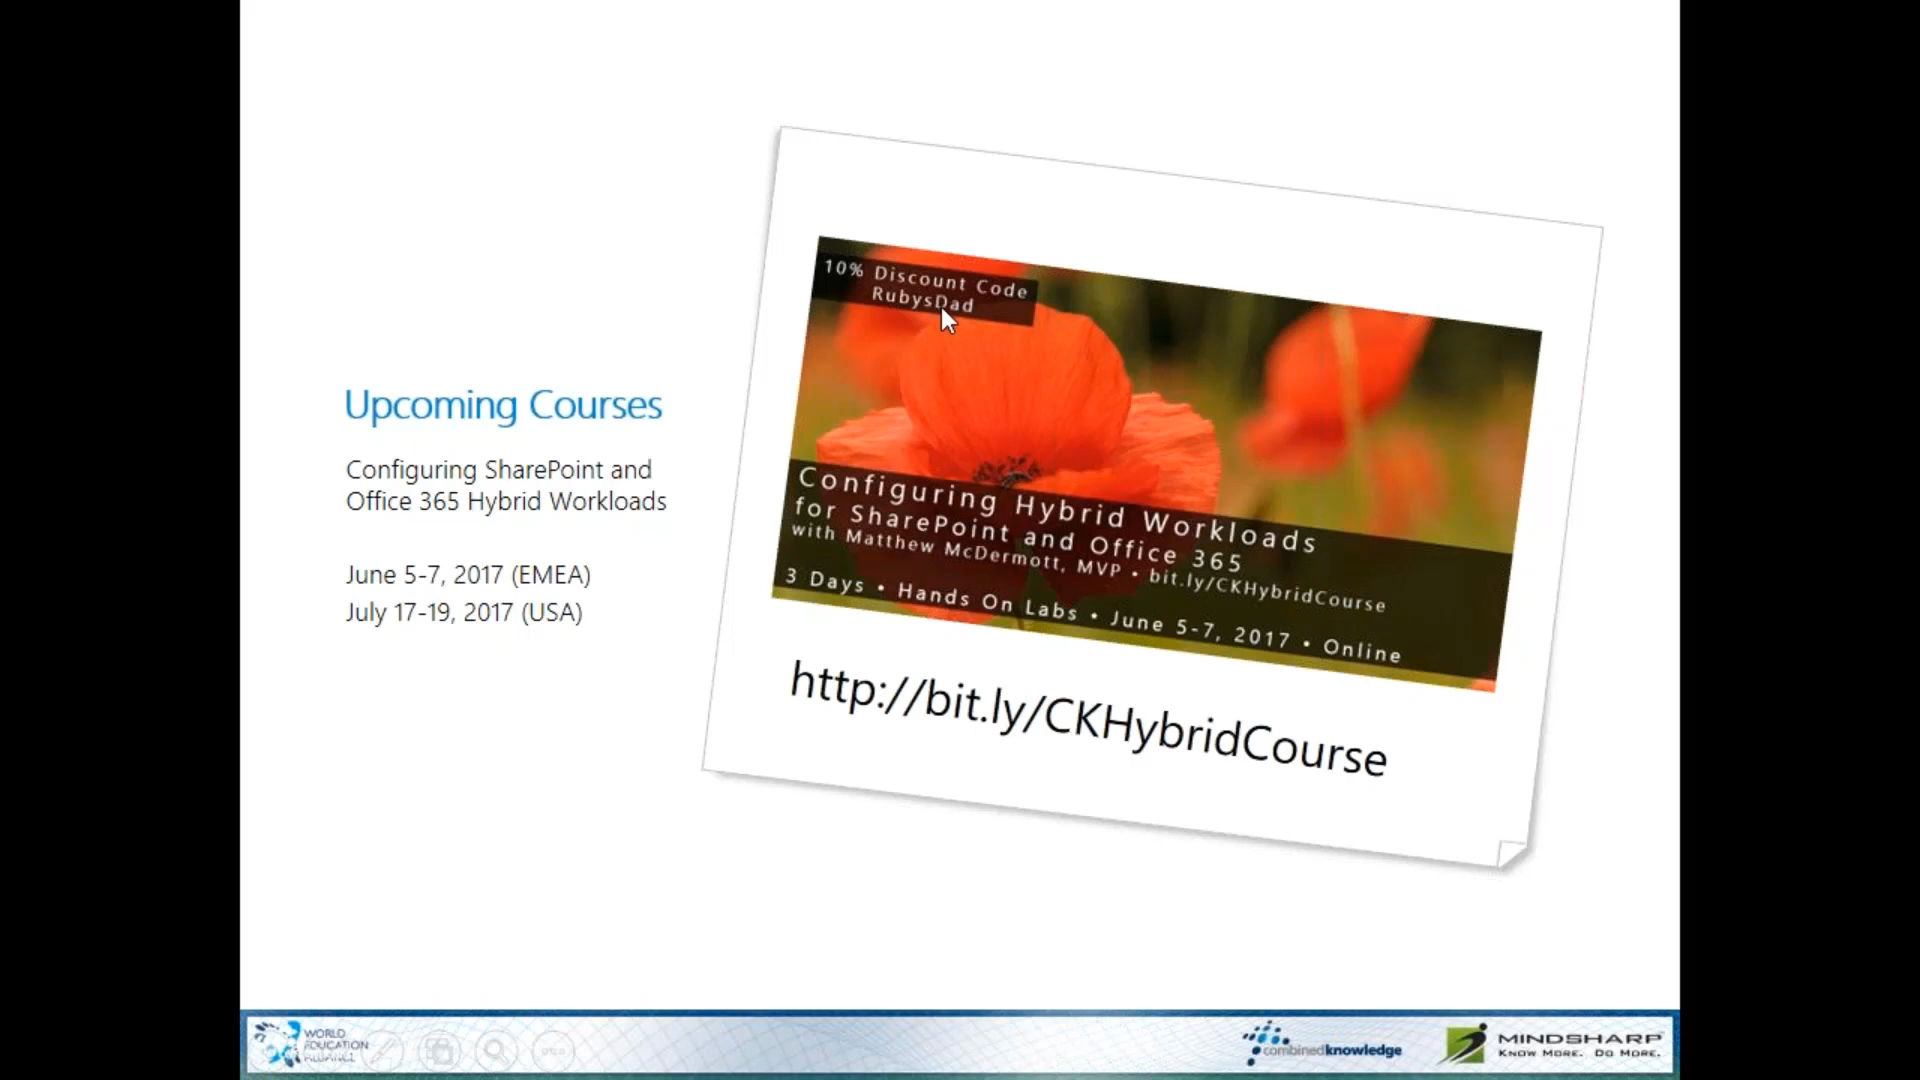 Upcoming Courses
Configuring SharePoint and
Office 365 Hybrid Workloads
June 5-7, 2017 (EMEA)
July 17-19, 2017 (USA)
10% Discount Code
RubysDad
Configuring Hybrid Workloads
for SharePoint and Office 365
with Matthew McDermott, MVP • bit.ly/CKHybridCourse
3 Days • Hands On Labs • June 5-7, 2017 • Online
http://bit.ly/CKHybridCourse
WORLD
EDUCATION
ALLIANCE
combinedknowledge
MINDSHARP
KNOW MORE. DO MORE.